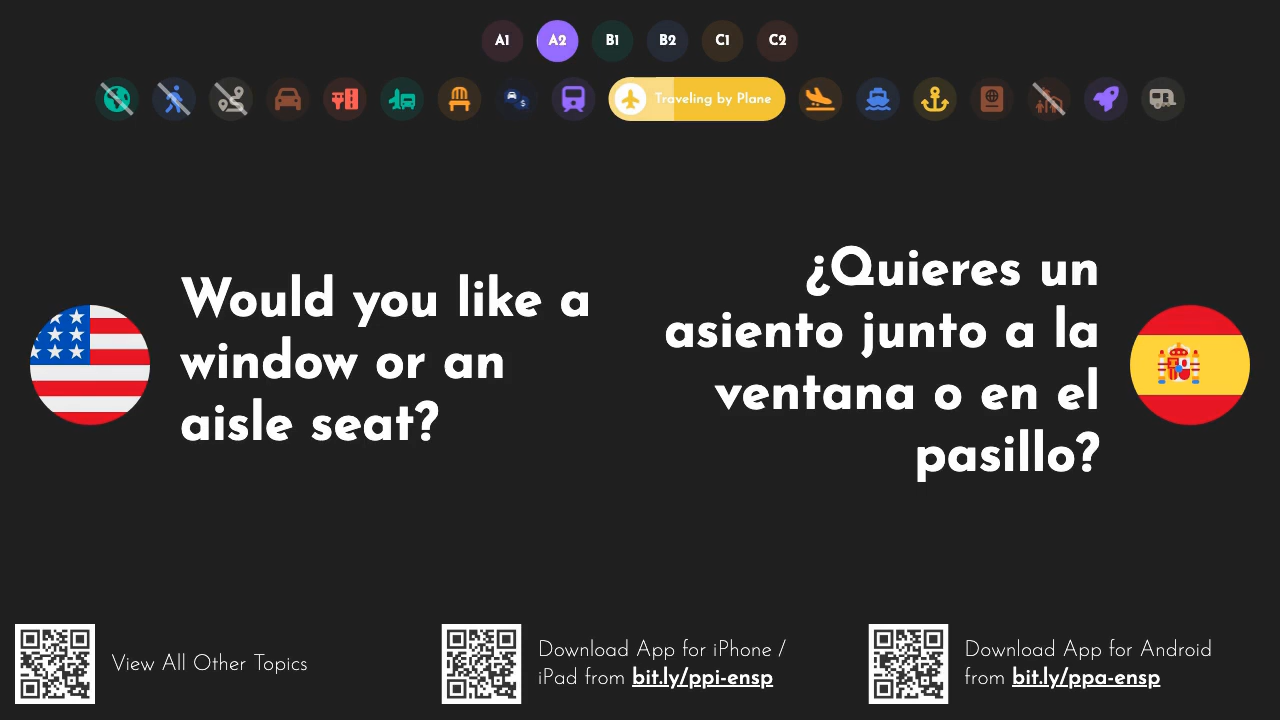 A1 A2 B1 B2 C1 C2
Traveling by Plane
Would you like a
window or an
aisle seat?
¿Quieres un
asiento junto a la
ventana o en el
pasillo?
View All Other Topics
Download App for iPhone /
iPad from bit.ly/ppi-ensp
Download App for Android
from bit.ly/ppa-ensp